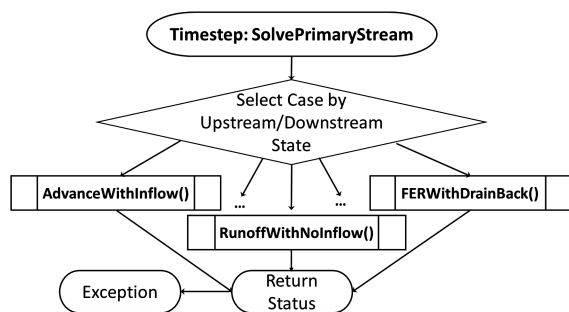 Timestep: SolvePrimaryStream
Select Case by
Upstream/Downstream
State
AdvanceWithInflow()
...
...
FERWithDrainBack()
RunoffWithNoInflow()
Exception
Return
Status